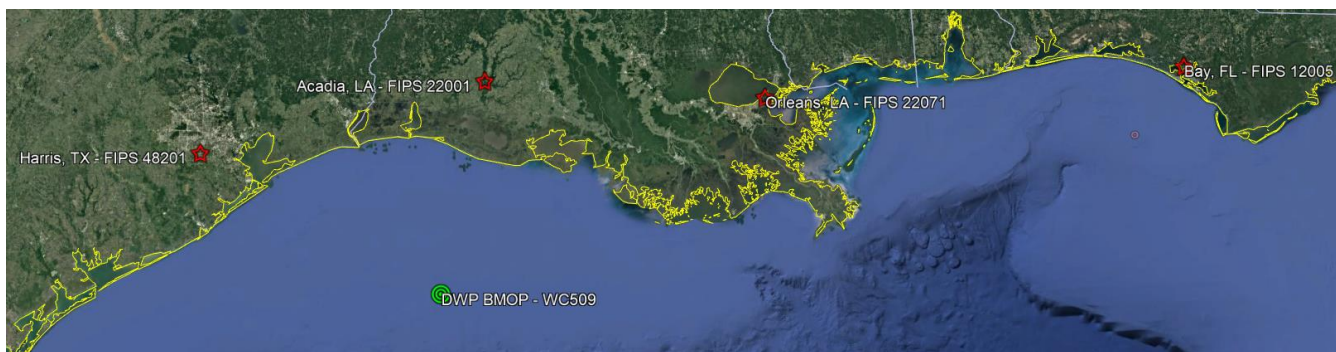 Acadia, LA - FIPS 22001
Bay, FL - FIPS 12005
Orleans, LA - FIPS 22071
Harris, TX - FIPS 48201
DWP BMOP - WC509